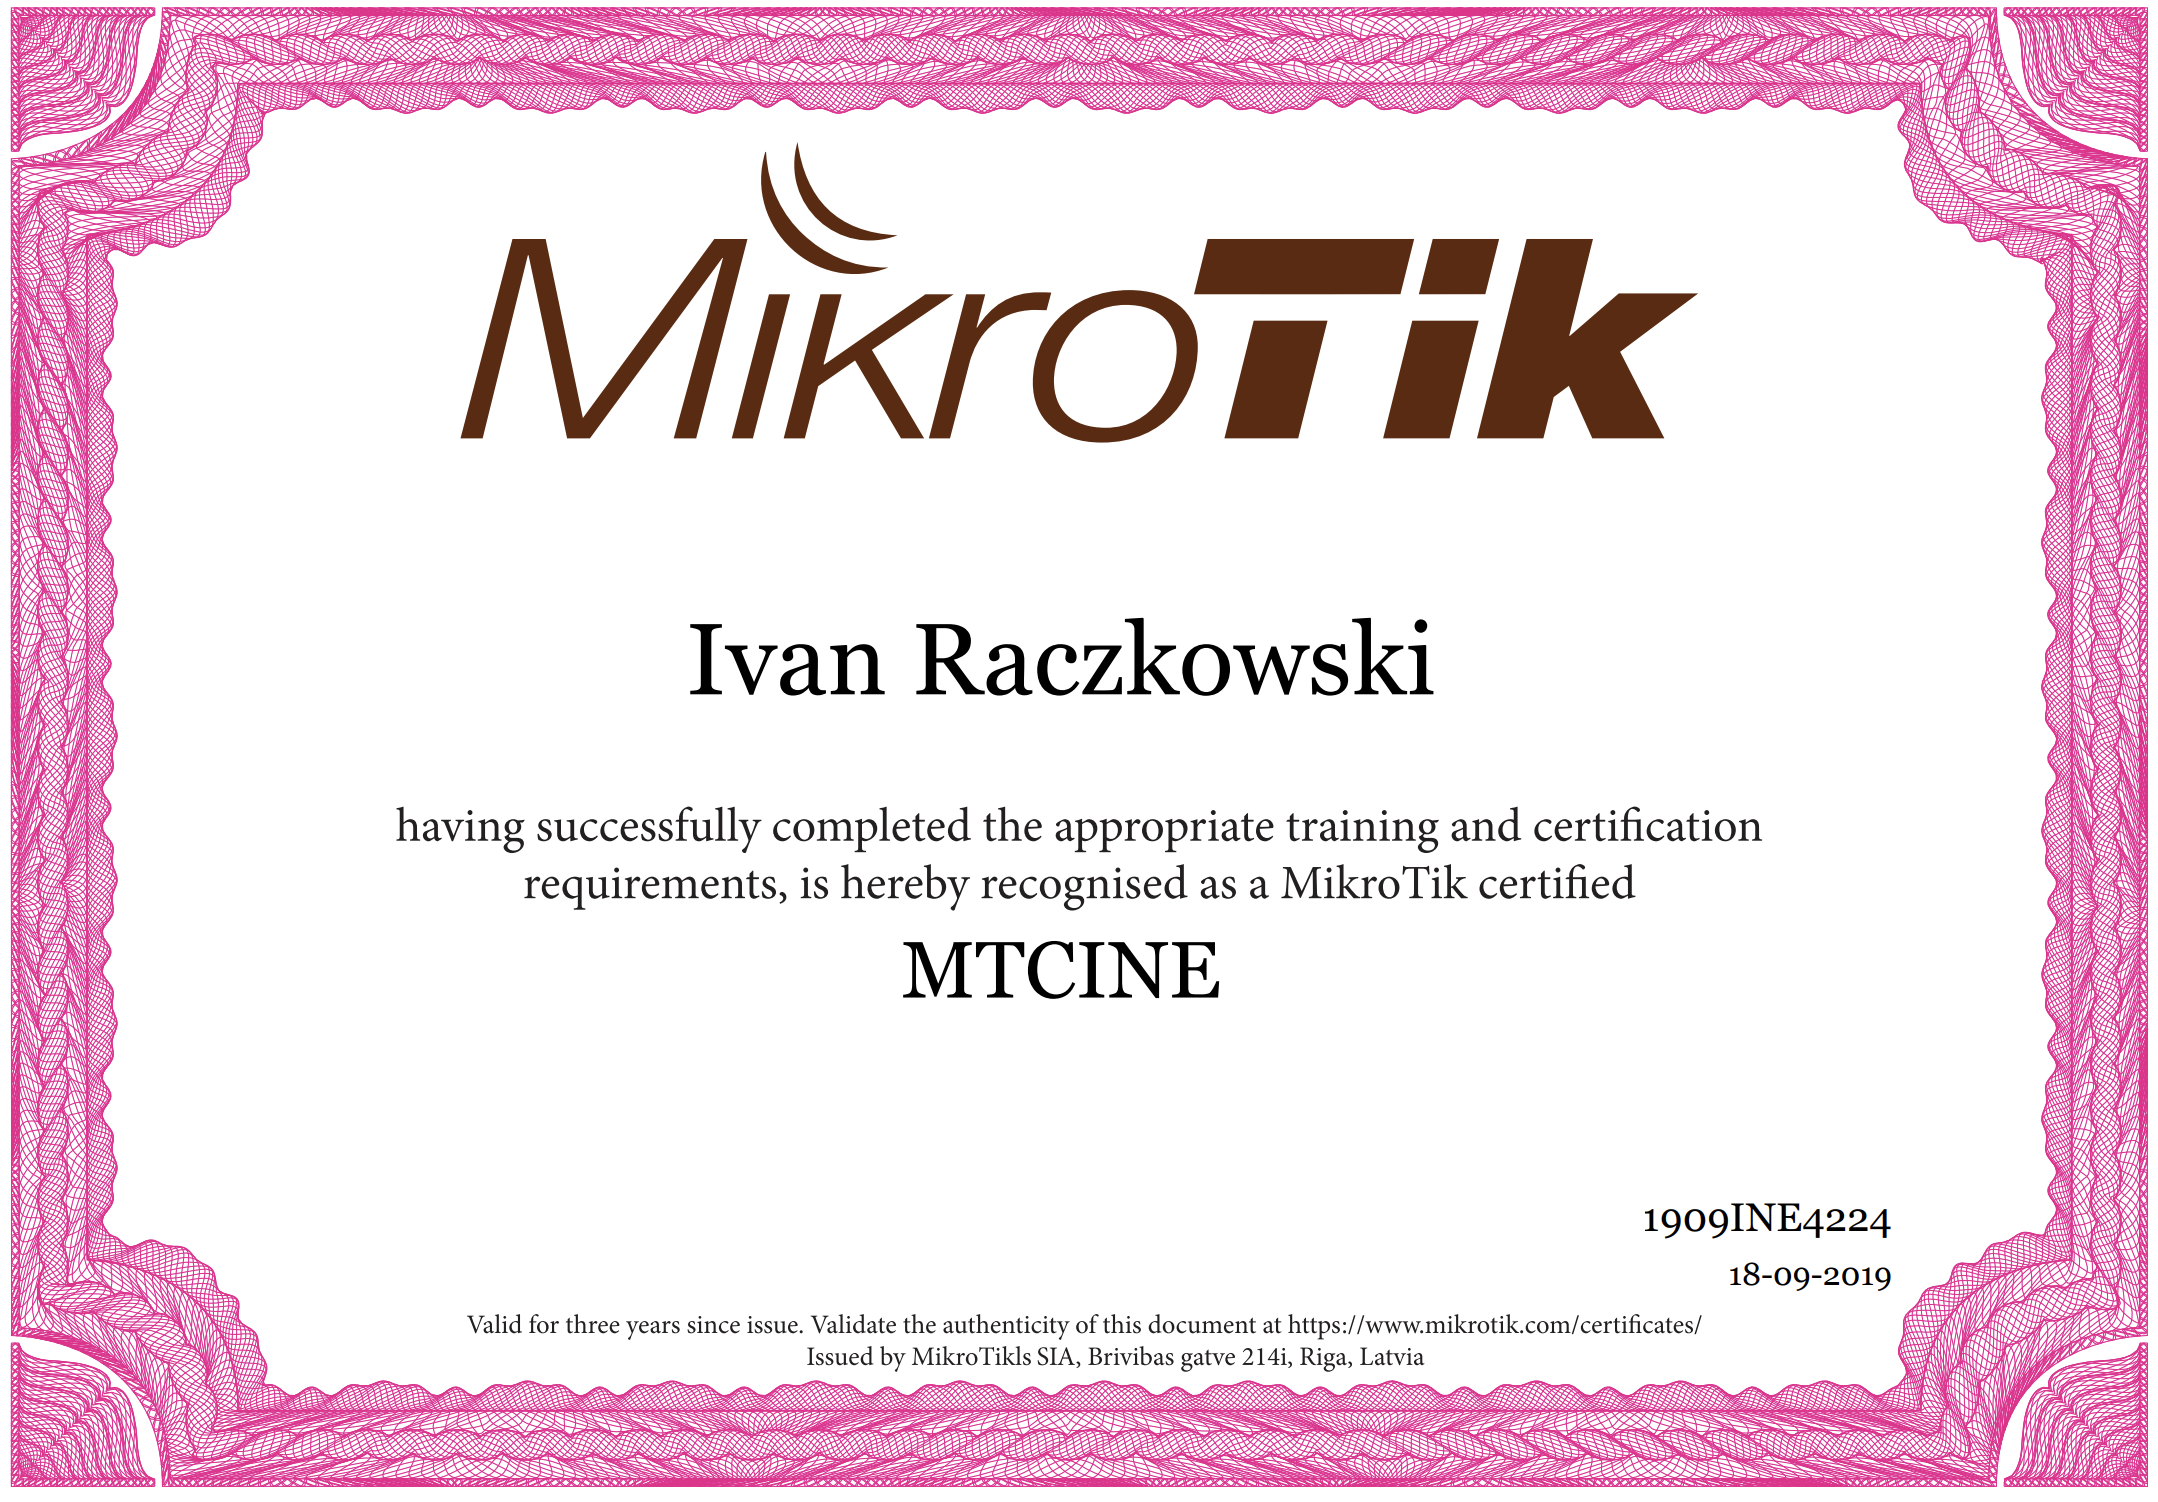 MikroTik
Ivan Raczkowski
having successfully completed the appropriate training and certification
requirements, is hereby recognised as a MikroTik certified
MTCINE
1909INE4224
18-09-2019
Valid for three years since issue. Validate the authenticity of this document at https://www.mikrotik.com/certificates/
Issued by MikroTikls SIA, Brivibas gatve 214i, Riga, Latvia